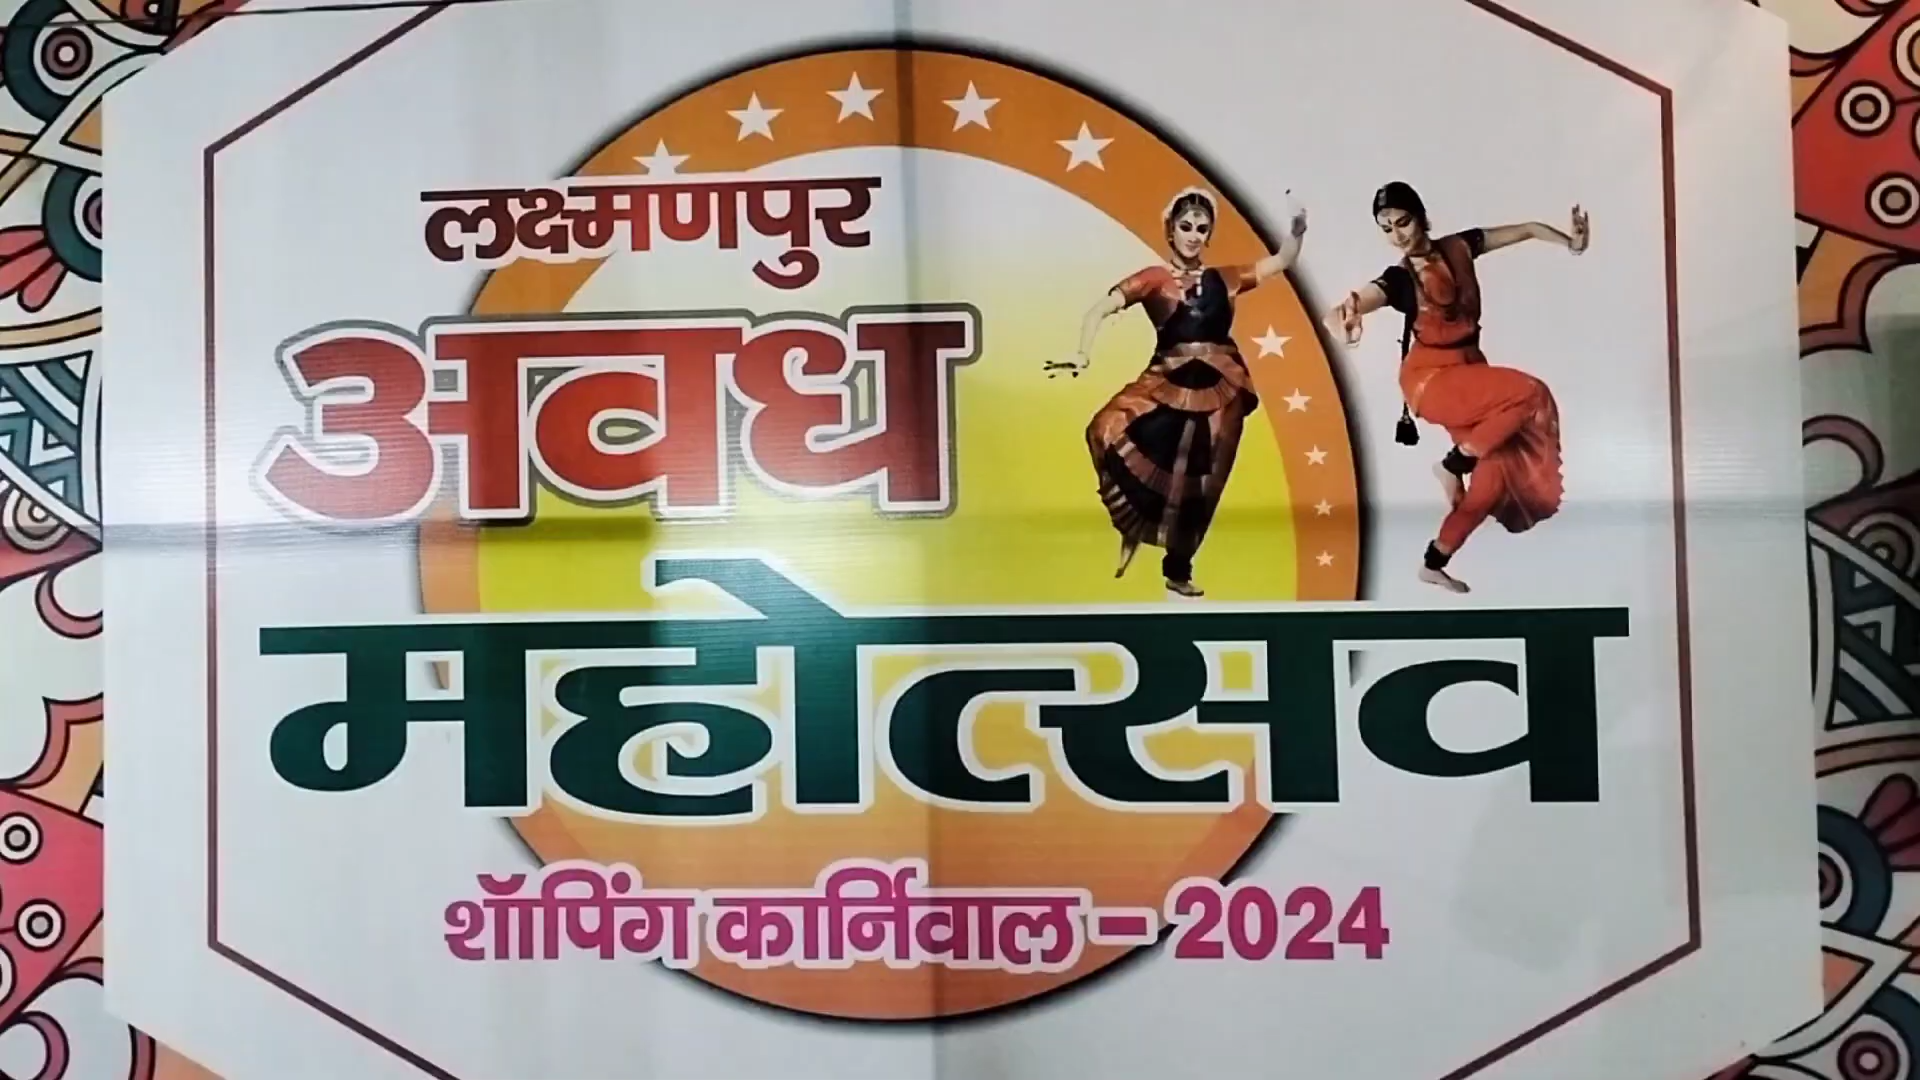 लक्ष्मणपुर
अवध
महोत्सव
शॉपिंग कार्निवाल - 2024